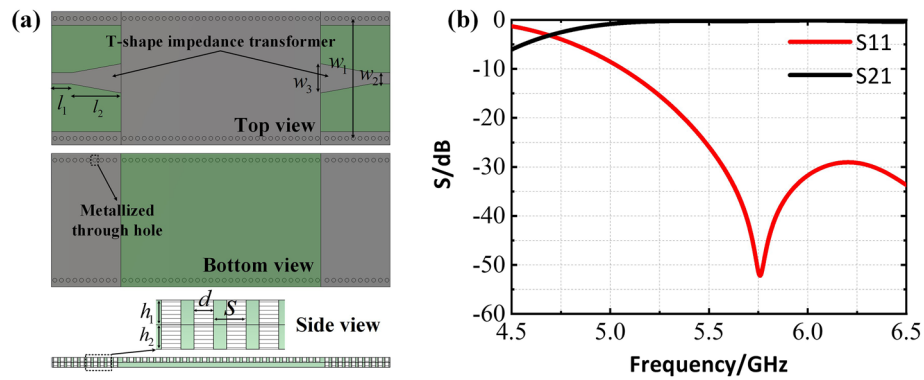 (a)
T-shape impedance transformer
w1
w2
w3
l1
l2
Top view
Metallized
through hole
Bottom view
h1
h2
d
S
Side view
(b)
S/dB
0
-10
-20
-30
-40
-50
-60
S11
S21
4.5 5.0 5.5 6.0 6.5
Frequency/GHz